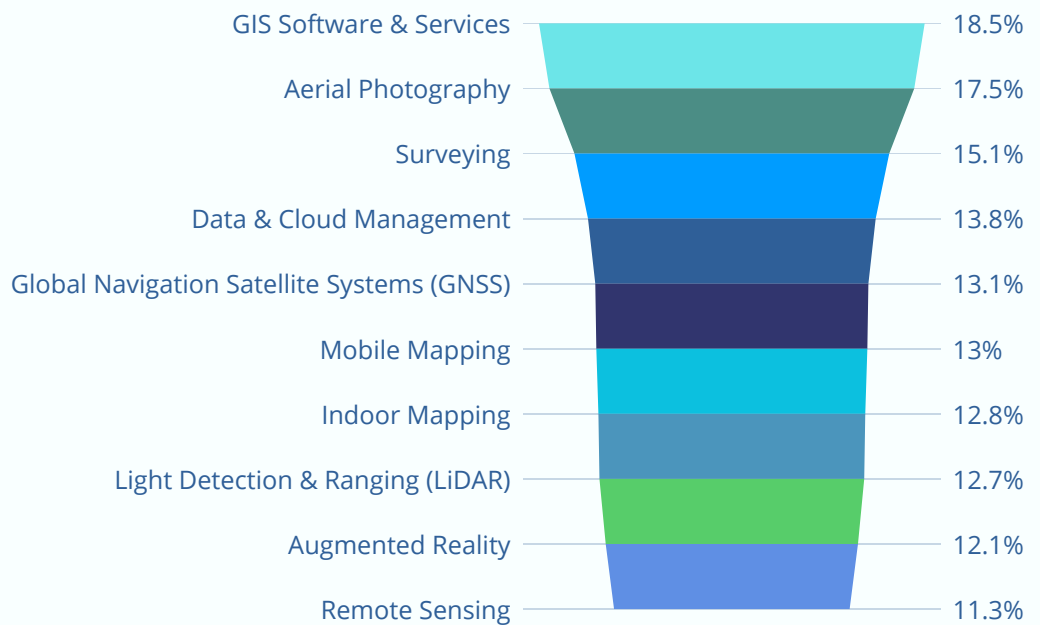 GIS Software & Services 18.5%
Aerial Photography 17.5%
Surveying 15.1%
Data & Cloud Management 13.8%
Global Navigation Satellite Systems (GNSS) 13.1%
Mobile Mapping 13%
Indoor Mapping 12.8%
Light Detection & Ranging (LiDAR) 12.7%
Augmented Reality 12.1%
Remote Sensing 11.3%